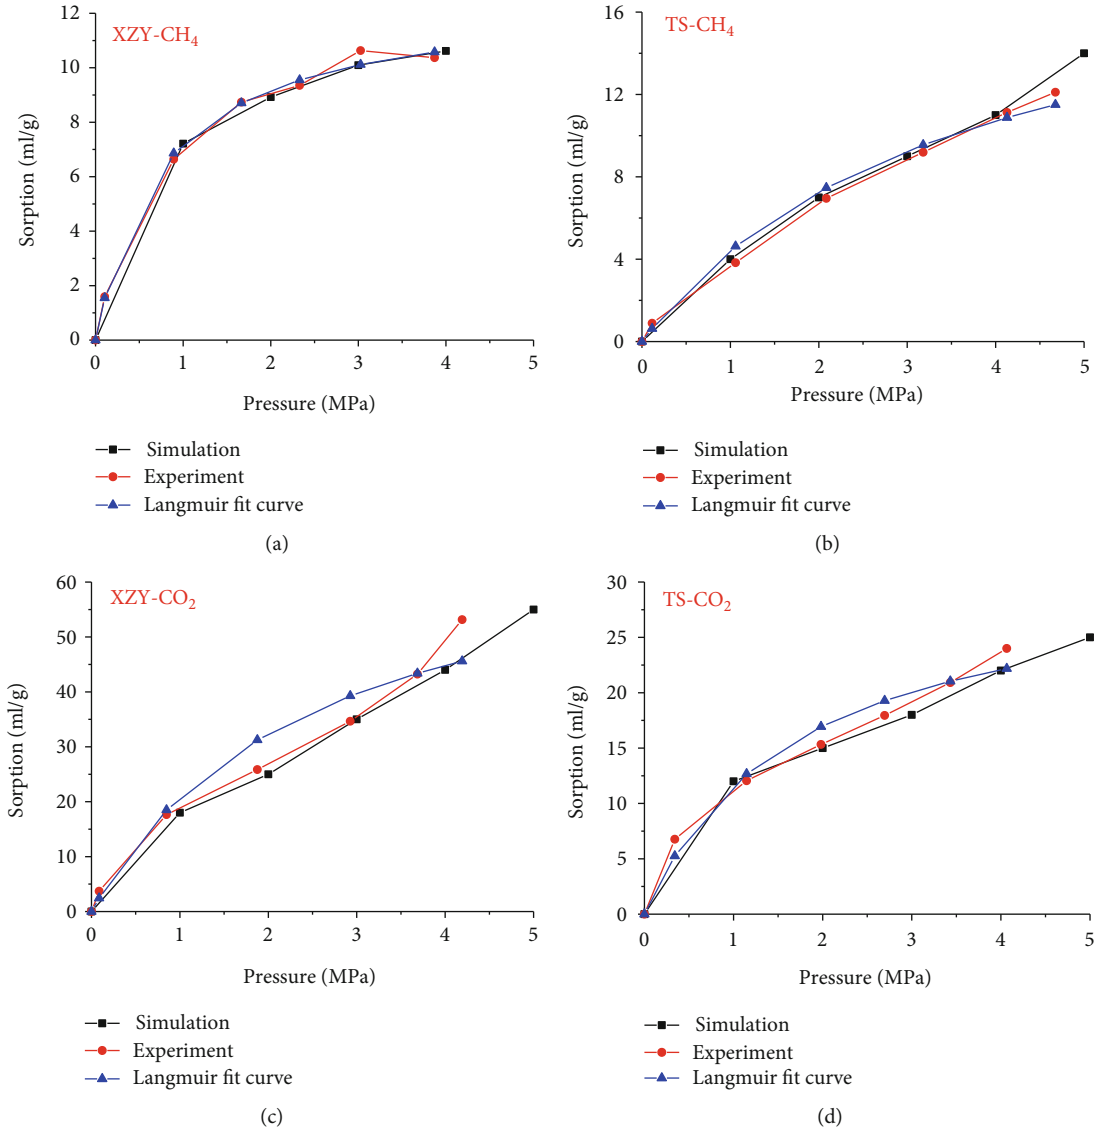 XZY-CH4
12
10
8
6
4
2
0
0 1 2 3 4 5
Sorption (ml/g)
Pressure (MPa)
Simulation
Experiment
Langmuir fit curve
(a)
TS-CH4
16
12
8
4
0
0 1 2 3 4 5
Sorption (ml/g)
Pressure (MPa)
Simulation
Experiment
Langmuir fit curve
(b)
XZY-CO2
60
50
40
30
20
10
0
0 1 2 3 4 5
Sorption (ml/g)
Pressure (MPa)
Simulation
Experiment
Langmuir fit curve
(c)
TS-CO2
30
25
20
15
10
5
0
0 1 2 3 4 5
Sorption (ml/g)
Pressure (MPa)
Simulation
Experiment
Langmuir fit curve
(d)